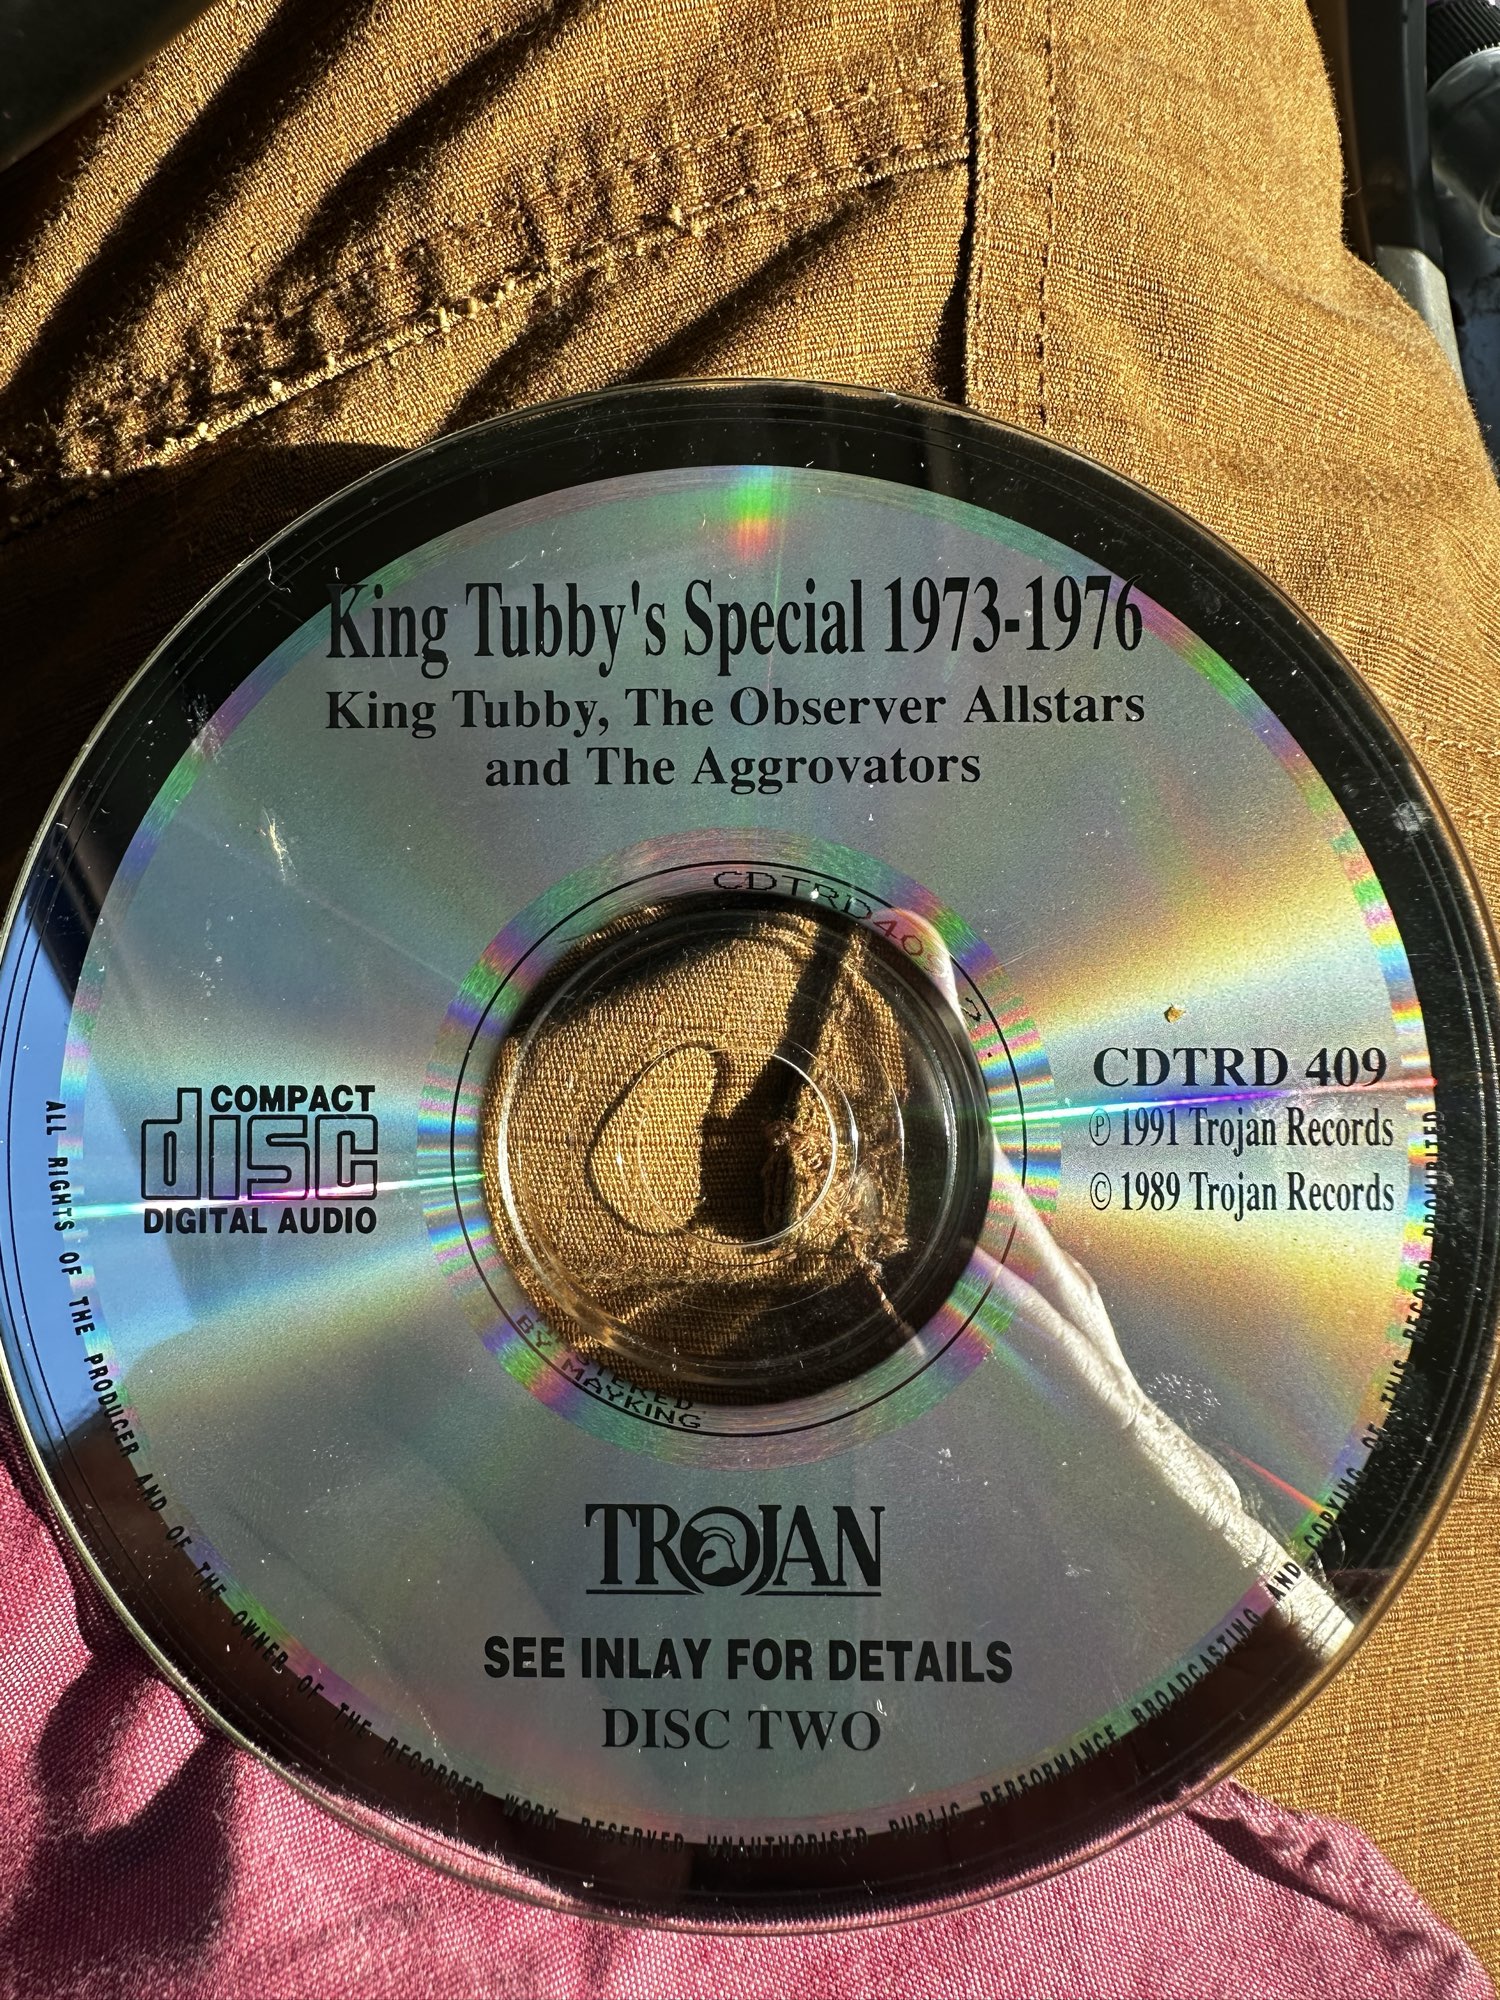 King Tubby's Special 1973-1976
King Tubby, The Observer Allstars
and The Aggrovators
CDTRD409 2
COMPACT
disc
DIGITAL AUDIO
CDTRD 409
Ⓟ 1991 Trojan Records
© 1989 Trojan Records
BY MAYKING
TROJAN
SEE INLAY FOR DETAILS
DISC TWO
ALL RIGHTS OF THE PRODUCER AND OF THE OWNER OF THE RECORDED WORK RESERVED UNAUTHORISED PUBLIC PERFORMANCE BROADCASTING AND COPYING OF THIS RECORD PROHIBITED